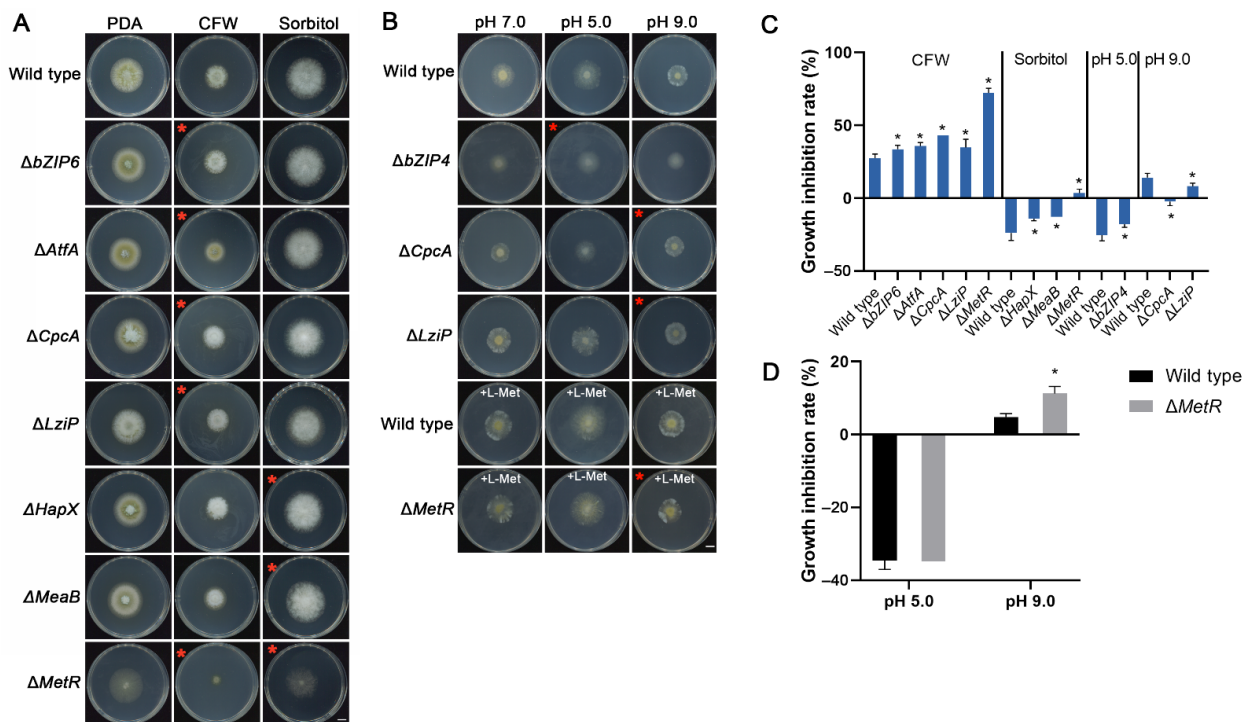 A
PDA CFW Sorbitol
Wild type
ΔbZIP6
ΔAtfA
ΔCpcA
ΔLziP
ΔHapX
ΔMeaB
ΔMetR
B
pH 7.0 pH 5.0 pH 9.0
Wild type
ΔbZIP4
ΔCpcA
ΔLziP
Wild type
+L-Met +L-Met +L-Met
ΔMetR
+L-Met +L-Met +L-Met
C
Growth inhibition rate (%)
100
50
0
−50
CFW Sorbitol pH 5.0 pH 9.0
Wild type
ΔbZIP6
ΔAtfA
ΔCpcA
ΔLziP
ΔMetR
Wild type
ΔHapX
ΔMeaB
ΔMetR
Wild type
ΔbZIP4
Wild type
ΔCpcA
ΔLziP
D
Growth inhibition rate (%)
20
0
−20
−40
pH 5.0 pH 9.0
Wild type
ΔMetR